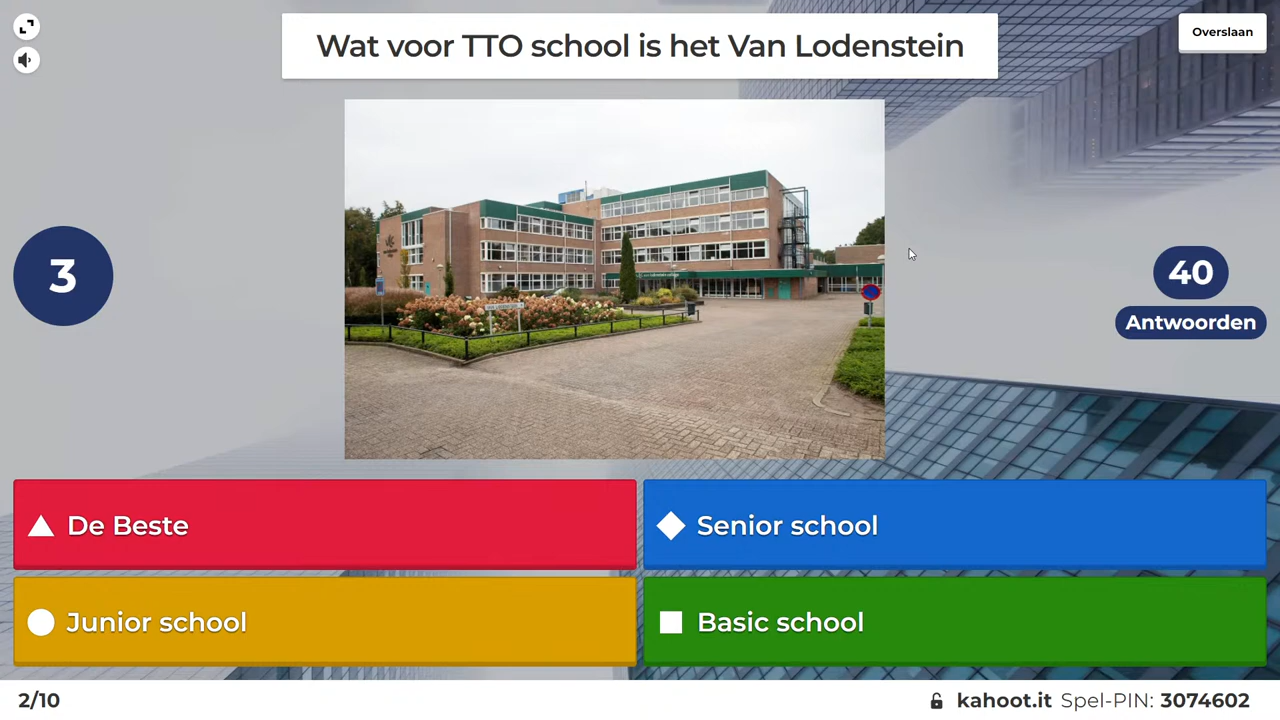 Wat voor TTO school is het Van Lodenstein
Overslaan
3
40
Antwoorden
De Beste
Senior school
Junior school
Basic school
2/10
kahoot.it Spel-PIN: 3074602